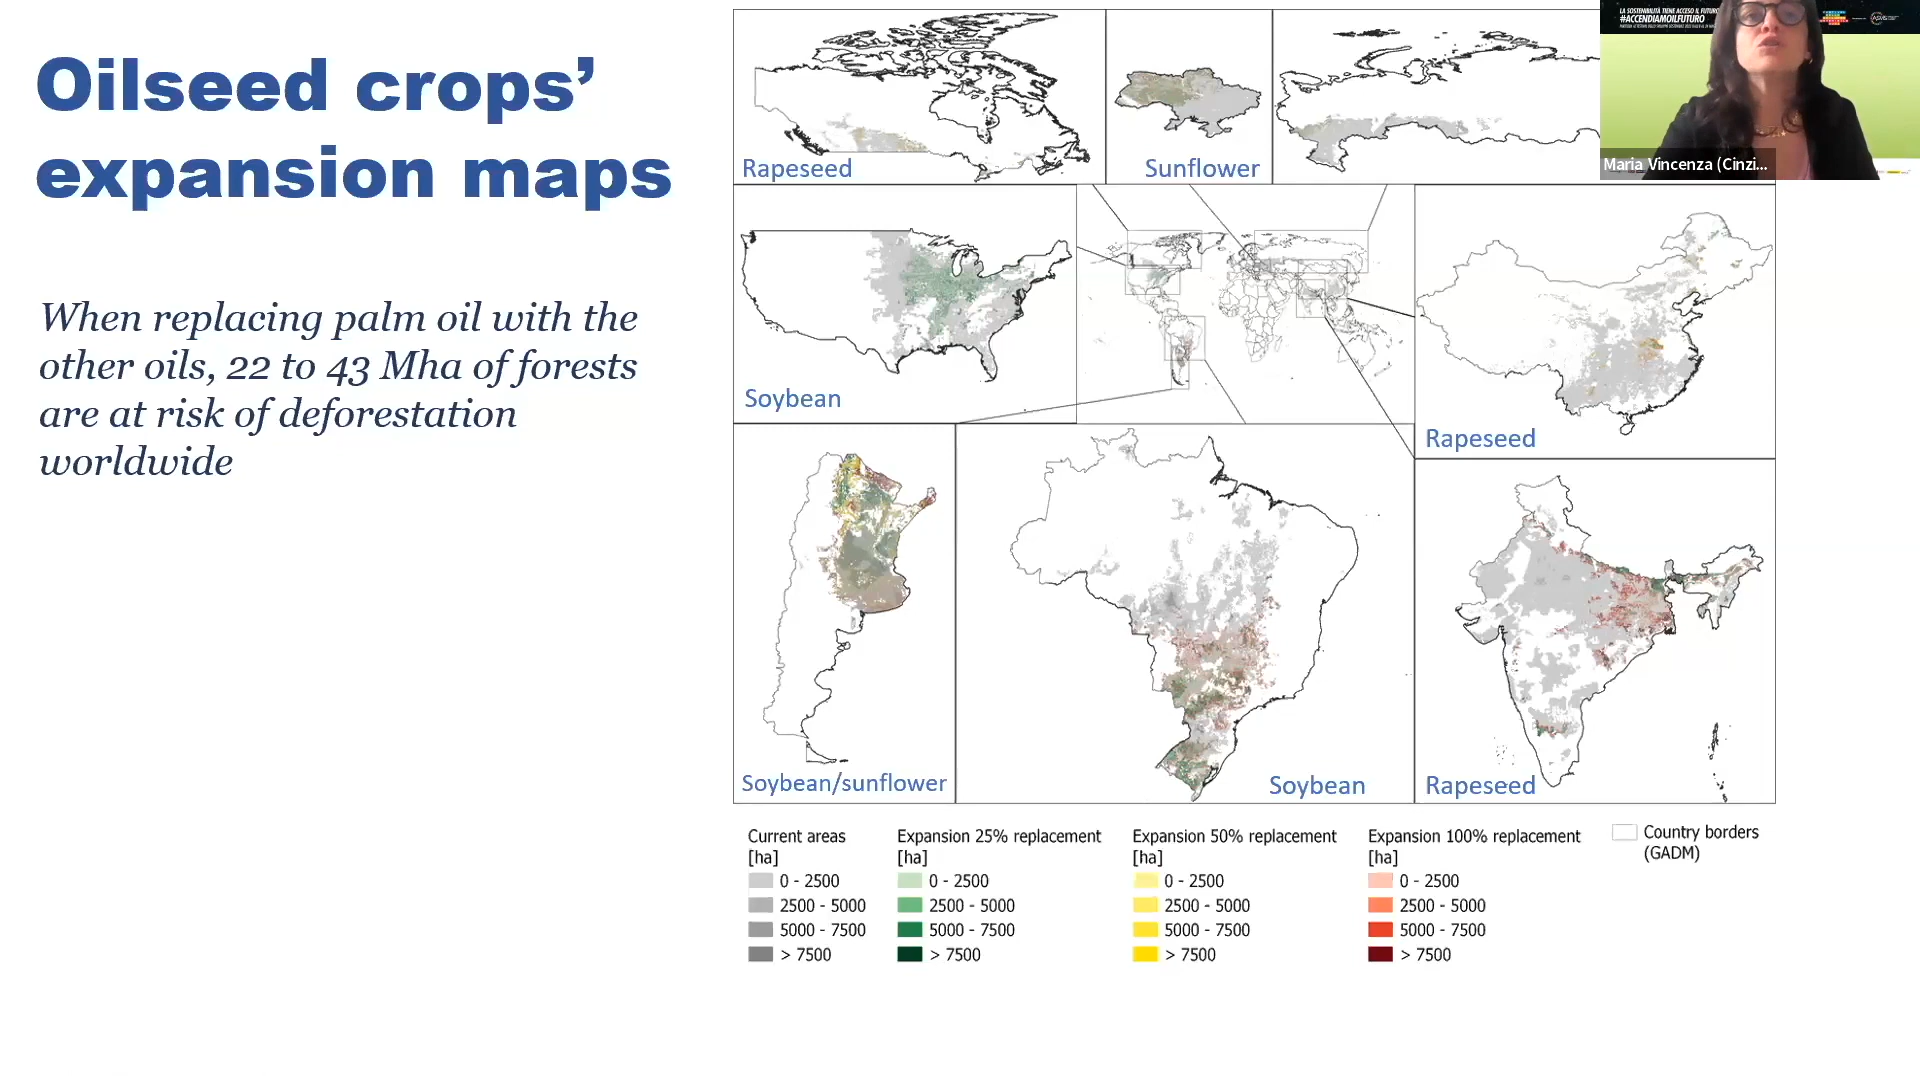 Oilseed crops’
expansion maps
When replacing palm oil with the
other oils, 22 to 43 Mha of forests
are at risk of deforestation
worldwide
Rapeseed
Sunflower
LA SOSTENIBILITÀ TIENE ACCESO IL FUTURO
#ACCENDIAMOILFUTURO
Maria Vincenza (Cinzi...
Soybean
Rapeseed
Soybean/sunflower
Soybean
Rapeseed
Current areas
[ha]
0 - 2500
2500 - 5000
5000 - 7500
> 7500
Expansion 25% replacement
[ha]
0 - 2500
2500 - 5000
5000 - 7500
> 7500
Expansion 50% replacement
[ha]
0 - 2500
2500 - 5000
5000 - 7500
> 7500
Expansion 100% replacement
[ha]
0 - 2500
2500 - 5000
5000 - 7500
> 7500
Country borders
(GADM)